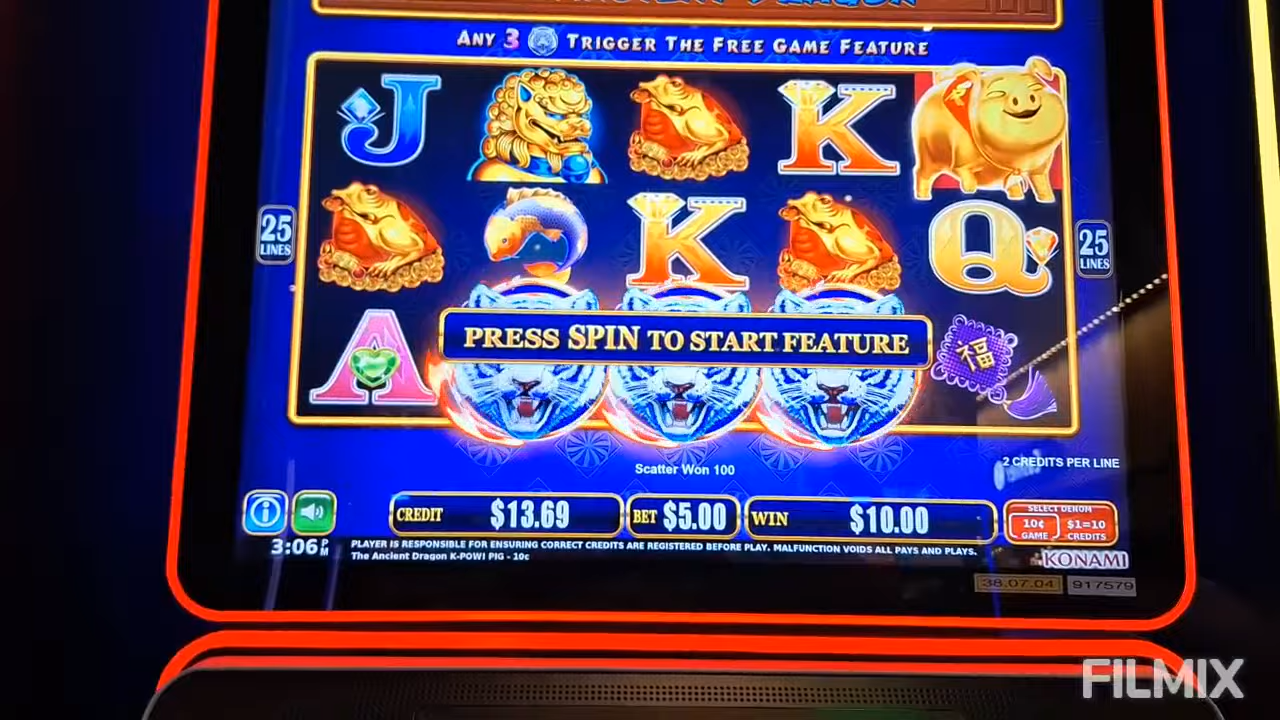 ANCIENT DRAGON
ANY 3 TRIGGER THE FREE GAME FEATURE
J
K
25 LINES
K
Q
25 LINES
PRESS SPIN TO START FEATURE
A
福
Scatter Won 100
2 CREDITS PER LINE
CREDIT $13.69 BET $5.00 WIN $10.00
SELECT DENOM
10¢ GAME $1=10 CREDITS
3:06 PM
PLAYER IS RESPONSIBLE FOR ENSURING CORRECT CREDITS ARE REGISTERED BEFORE PLAY. MALFUNCTION VOIDS ALL PAYS AND PLAYS.
The Ancient Dragon K-POW! PIG - 10¢
KONAMI
38.07.04 917579
FILMIX